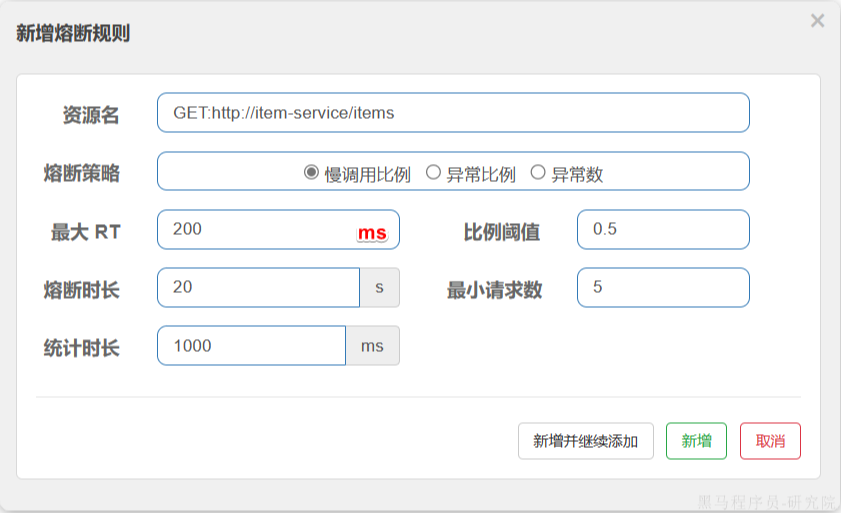 新增熔断规则 ×
资源名 GET:http://item-service/items
熔断策略 慢调用比例 异常比例 异常数
最大 RT 200 ms 比例阈值 0.5
熔断时长 20 s 最小请求数 5
统计时长 1000 ms
新增并继续添加 新增 取消
黑马程序员-研究院